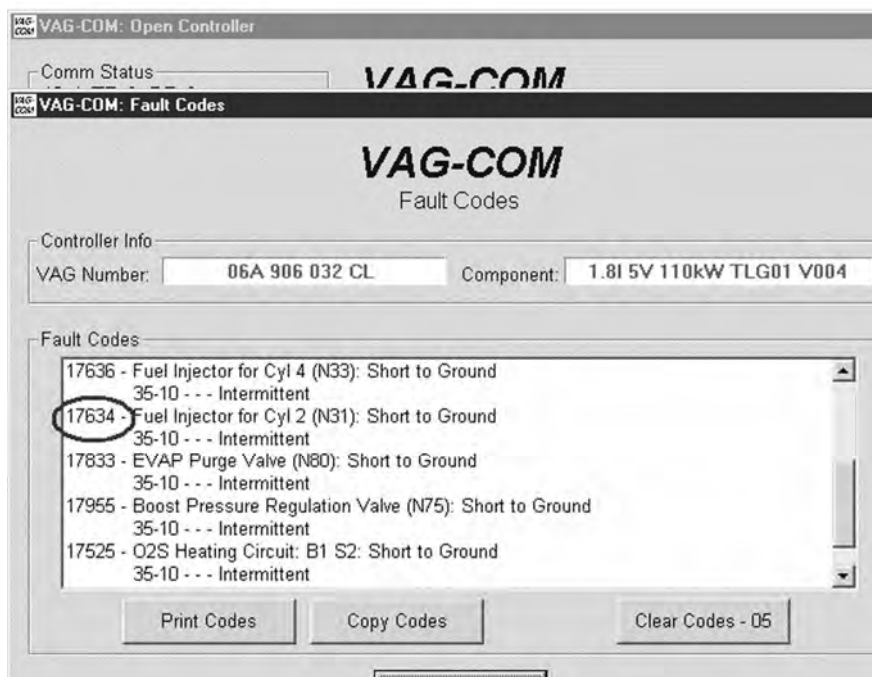 VAG-COM VAG-COM: Open Controller
Comm Status
VAG-COM
VAG-COM VAG-COM: Fault Codes
VAG-COM
Fault Codes
Controller Info
VAG Number: 06A 906 032 CL Component: 1.8l 5V 110kW TLG01 V004
Fault Codes
17636 - Fuel Injector for Cyl 4 (N33): Short to Ground
35-10 - - - Intermittent
17634 - Fuel Injector for Cyl 2 (N31): Short to Ground
35-10 - - - Intermittent
17833 - EVAP Purge Valve (N80): Short to Ground
35-10 - - - Intermittent
17955 - Boost Pressure Regulation Valve (N75): Short to Ground
35-10 - - - Intermittent
17525 - O2S Heating Circuit: B1 S2: Short to Ground
35-10 - - - Intermittent
Print Codes Copy Codes Clear Codes - 05